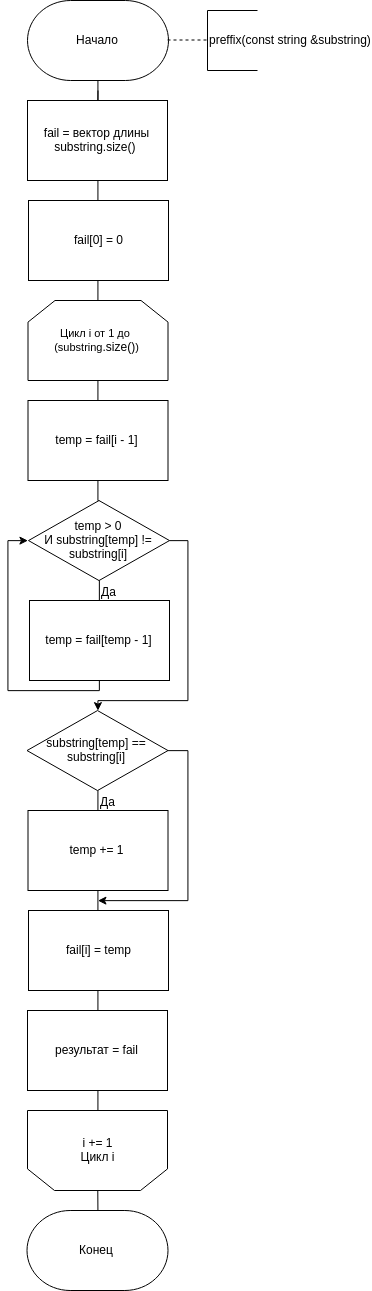 Начало
preffix(const string &substring)
fail = вектор длины
substring.size()
fail[0] = 0
Цикл i от 1 до
(substring.size())
temp = fail[i - 1]
temp > 0
И substring[temp] !=
substring[i]
Да
temp = fail[temp - 1]
substring[temp] ==
substring[i]
Да
temp += 1
fail[i] = temp
результат = fail
i += 1
Цикл i
Конец